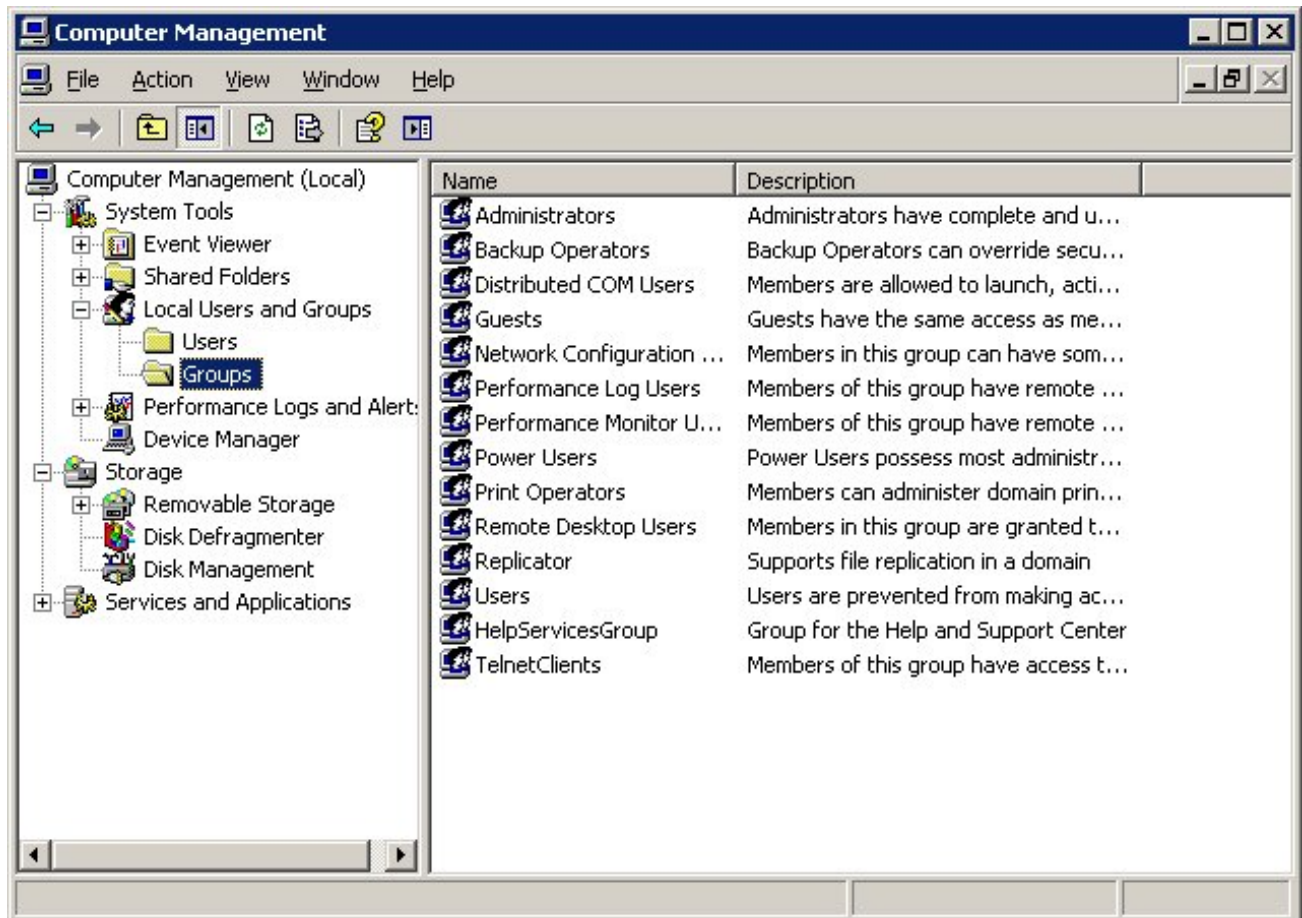 Computer Management
File Action View Window Help
Computer Management (Local)
System Tools
Event Viewer
Shared Folders
Local Users and Groups
Users
Groups
Performance Logs and Alert
Device Manager
Storage
Removable Storage
Disk Defragmenter
Disk Management
Services and Applications
Name Description
Administrators Administrators have complete and u...
Backup Operators Backup Operators can override secu...
Distributed COM Users Members are allowed to launch, acti...
Guests Guests have the same access as me...
Network Configuration ... Members in this group can have som...
Performance Log Users Members of this group have remote ...
Performance Monitor U... Members of this group have remote ...
Power Users Power Users possess most administr...
Print Operators Members can administer domain prin...
Remote Desktop Users Members in this group are granted t...
Replicator Supports file replication in a domain
Users Users are prevented from making ac...
HelpServicesGroup Group for the Help and Support Center
TelnetClients Members of this group have access t...